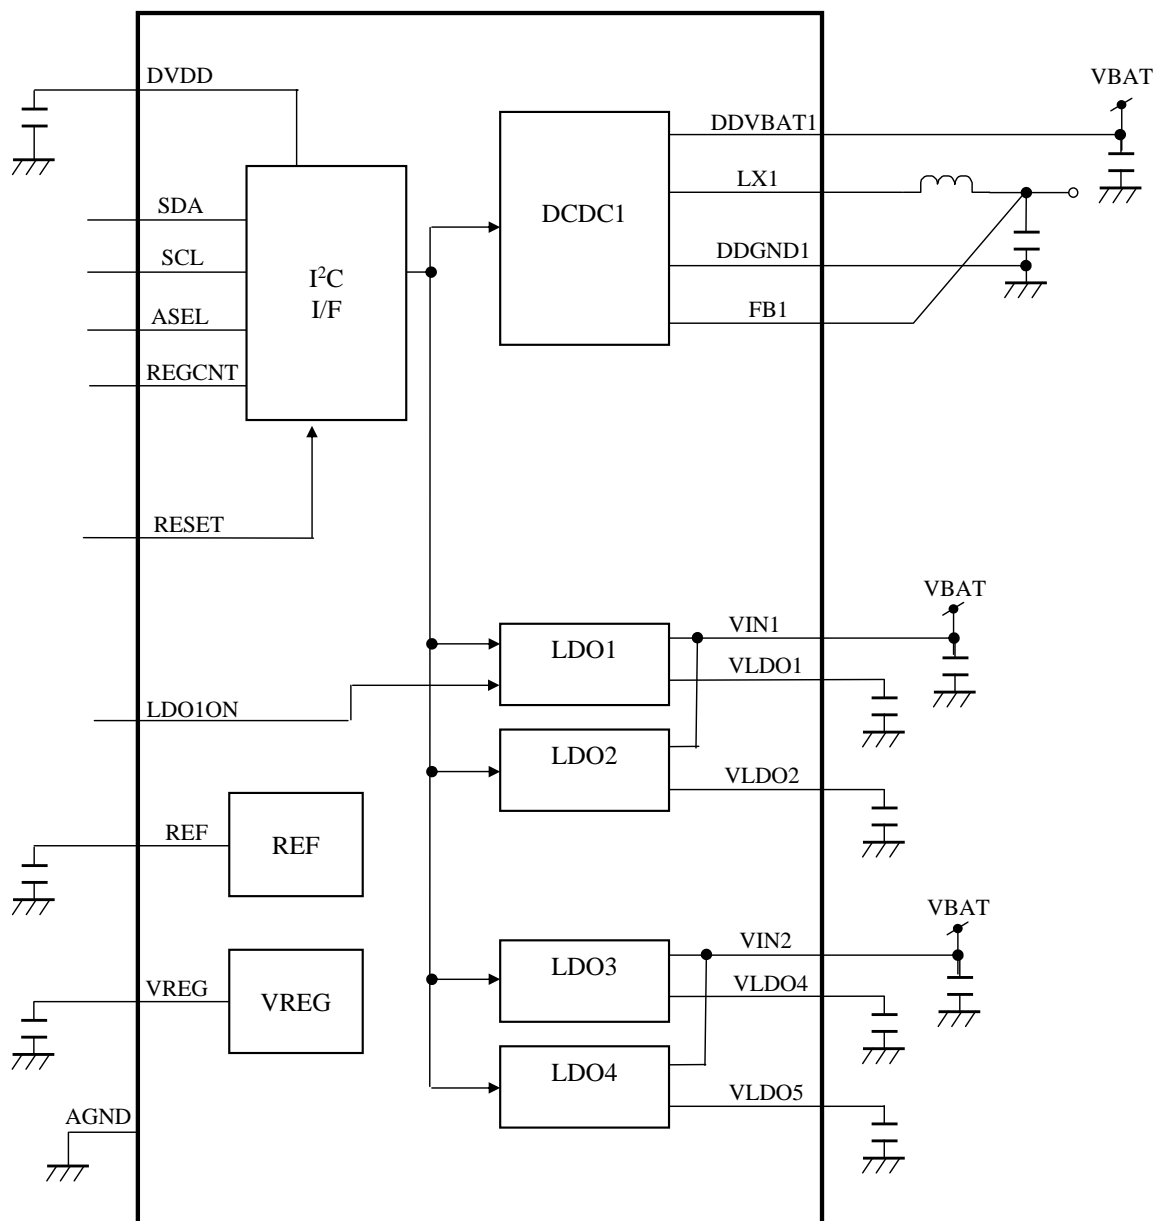 DVDD
VBAT
DDVBAT1
LX1
SDA
DCDC1
SCL
DDGND1
I²C
I/F
ASEL
FB1
REGCNT
RESET
VBAT
VIN1
LDO1
VLDO1
LDO1ON
LDO2
VLDO2
REF
REF
VBAT
VIN2
LDO3
VLDO4
VREG
VREG
LDO4
VLDO5
AGND